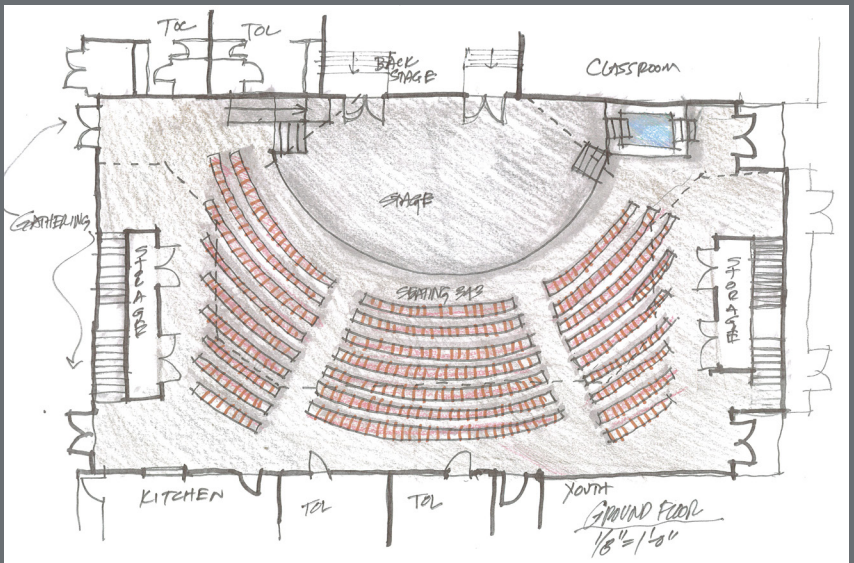 TOL
TOL
BACK
STAGE
CLASSROOM
STAGE
GATHERING
STORAGE
STORAGE
SEATING 343
KITCHEN
TOL
TOL
YOUTH
GROUND FLOOR
1/8"=1'-0"